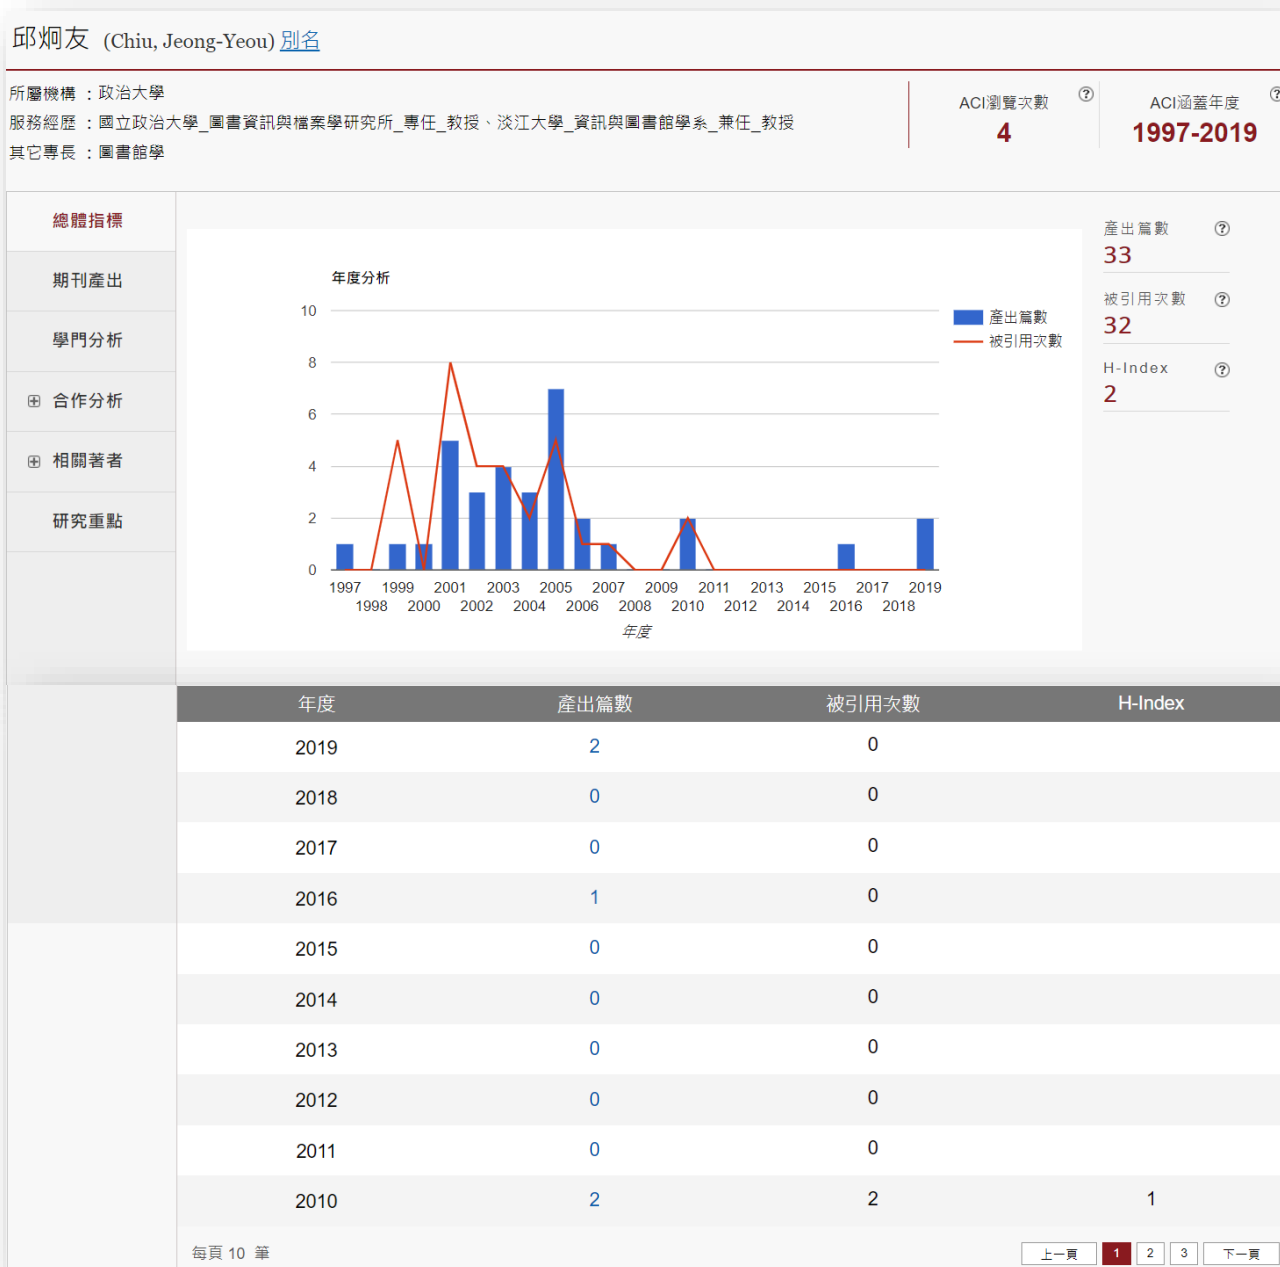 邱炯友 (Chiu, Jeong-Yeou) 別名
所屬機構 ：政治大學
服務經歷 ：國立政治大學_圖書資訊與檔案學研究所_專任_教授、淡江大學_資訊與圖書館學系_兼任_教授
其它專長 ：圖書館學
ACI瀏覽次數 ?
4
ACI涵蓋年度 ?
1997-2019
總體指標
期刊產出
學門分析
合作分析
相關著者
研究重點
年度分析
10
8
6
4
2
0
1997 1999 2001 2003 2005 2007 2009 2011 2013 2015 2017 2019
1998 2000 2002 2004 2006 2008 2010 2012 2014 2016 2018
年度
產出篇數
被引用次數
產出篇數 ?
33
被引用次數 ?
32
H-Index ?
2
年度 產出篇數 被引用次數 H-Index
2019 2 0
2018 0 0
2017 0 0
2016 1 0
2015 0 0
2014 0 0
2013 0 0
2012 0 0
2011 0 0
2010 2 2 1
每頁 10 筆
上一頁 1 2 3 下一頁